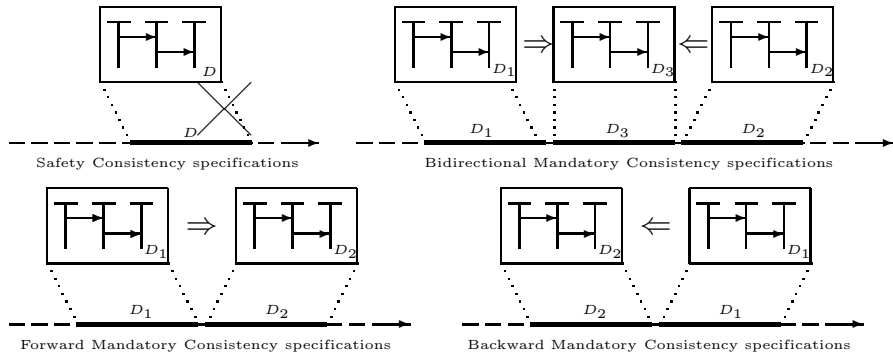 D
D
Safety Consistency specifications
D1 ⇒ D3 ⇐ D2
D1 D3 D2
Bidirectional Mandatory Consistency specifications
D1 ⇒ D2
D1 D2
Forward Mandatory Consistency specifications
D2 ⇐ D1
D2 D1
Backward Mandatory Consistency specifications